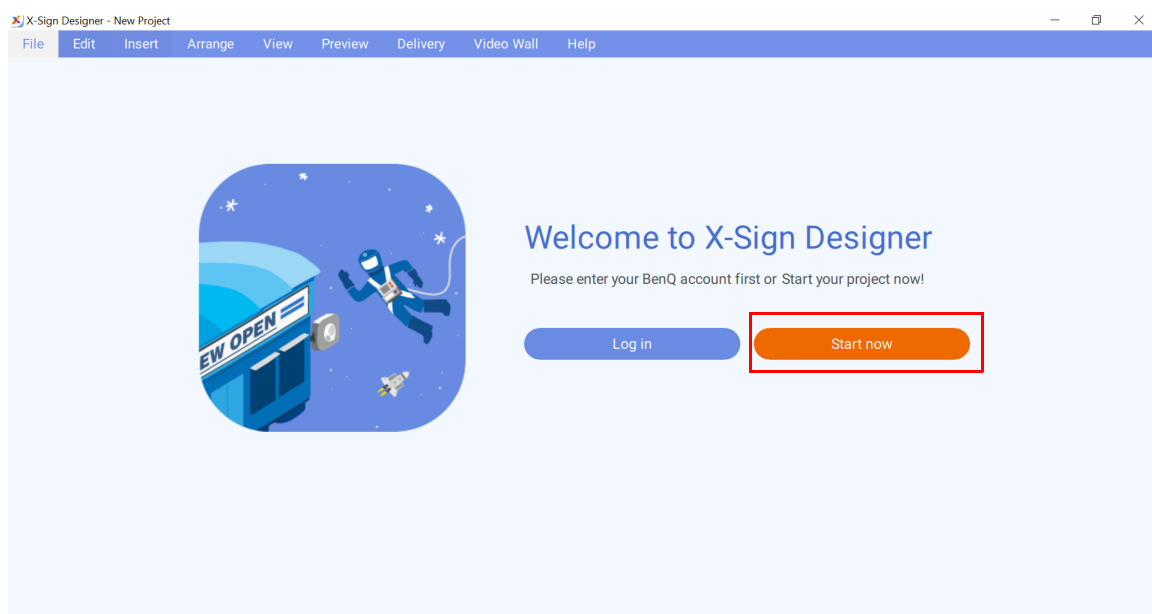 X-Sign Designer - New Project
File Edit Insert Arrange View Preview Delivery Video Wall Help
Welcome to X-Sign Designer
Please enter your BenQ account first or Start your project now!
Log in Start now
EW OPEN